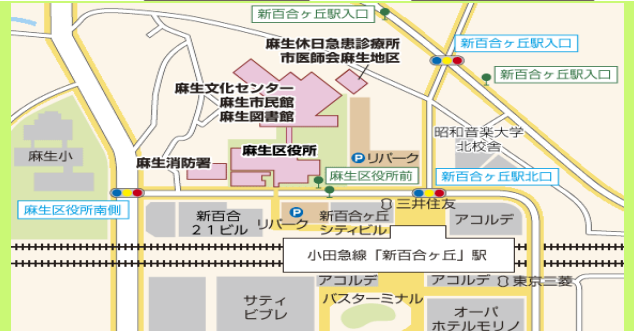 新百合ヶ丘駅入口
麻生休日急患診療所
市医師会麻生地区
新百合ヶ丘駅入口
新百合ヶ丘駅入口
麻生文化センター
麻生市民館
麻生図書館
昭和音楽大学
北校舎
麻生小
麻生消防署
麻生区役所
P リパーク
麻生区役所前
新百合ヶ丘駅北口
麻生区役所南側
新百合
21ビル
P
リパーク
新百合ヶ丘
シティビル
三井住友
アコルデ
小田急線「新百合ヶ丘」駅
アコルデ
アコルデ
東京三菱
サティ
ビブレ
バスターミナル
オーパ
ホテルモリノ